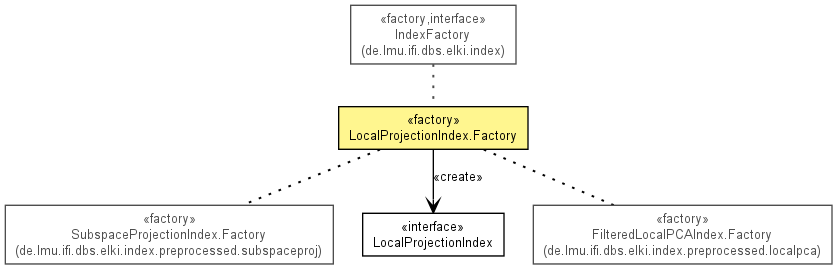 «factory,interface»
IndexFactory
(de.lmu.ifi.dbs.elki.index)
«factory»
LocalProjectionIndex.Factory
«create»
«factory»
SubspaceProjectionIndex.Factory
(de.lmu.ifi.dbs.elki.index.preprocessed.subspaceproj)
«interface»
LocalProjectionIndex
«factory»
FilteredLocalPCAIndex.Factory
(de.lmu.ifi.dbs.elki.index.preprocessed.localpca)